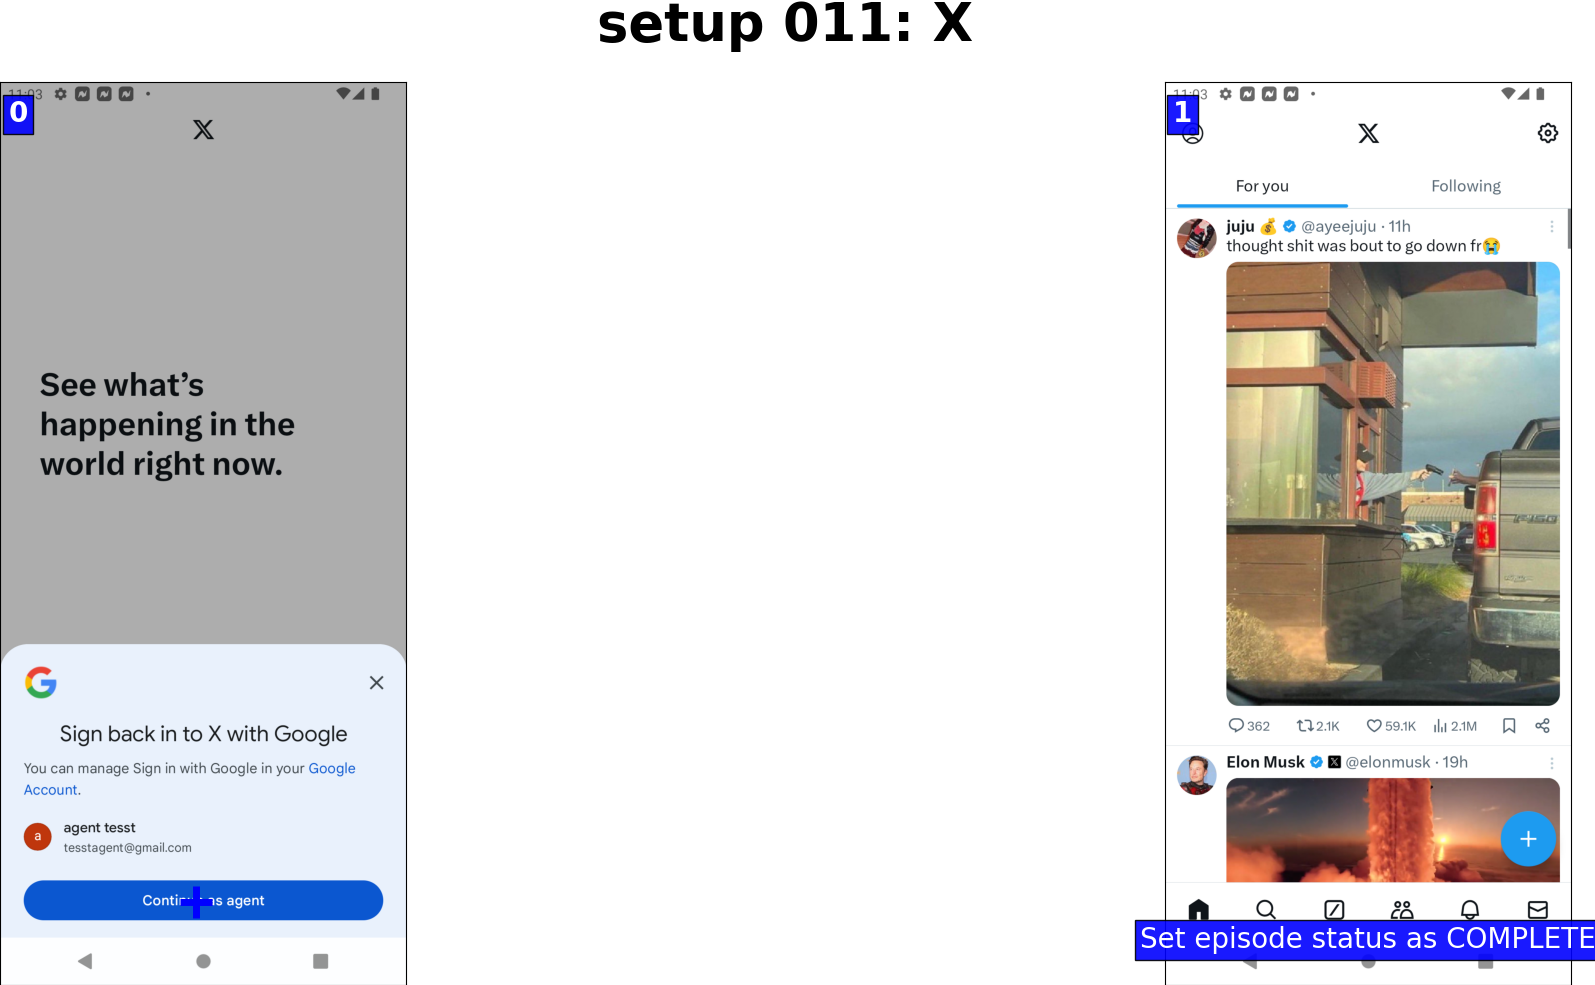 setup 011: X
0
11:03
See what’s
happening in the
world right now.
Sign back in to X with Google
You can manage Sign in with Google in your Google
Account.
a
agent tesst
tesstagent@gmail.com
Continue as agent
1
11:03
For you
Following
juju 💰 @ayeejuju · 11h
thought shit was bout to go down fr😭
362
2.1K
59.1K
2.1M
Elon Musk X @elonmusk · 19h
Set episode status as COMPLETE